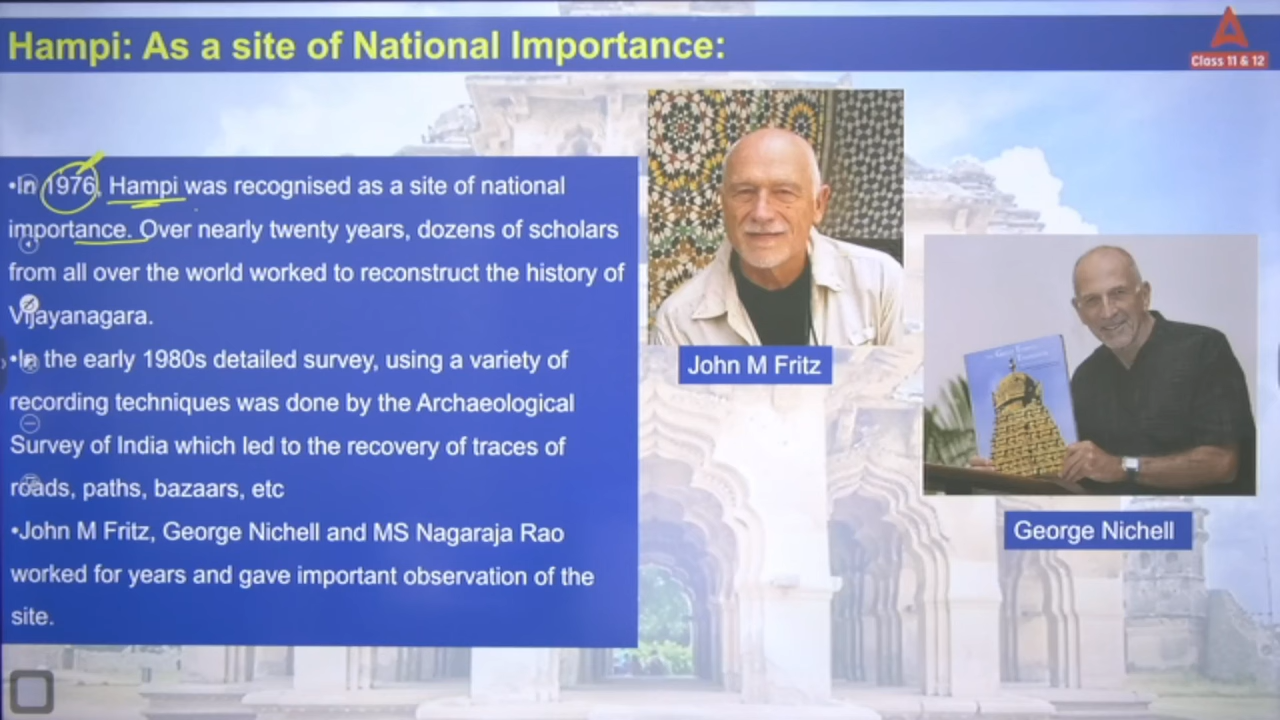 Hampi: As a site of National Importance:
Class 11 & 12
•In 1976, Hampi was recognised as a site of national
importance. Over nearly twenty years, dozens of scholars
from all over the world worked to reconstruct the history of
Vijayanagara.
•In the early 1980s detailed survey, using a variety of
recording techniques was done by the Archaeological
Survey of India which led to the recovery of traces of
roads, paths, bazaars, etc
•John M Fritz, George Nichell and MS Nagaraja Rao
worked for years and gave important observation of the
site.
John M Fritz
George Nichell